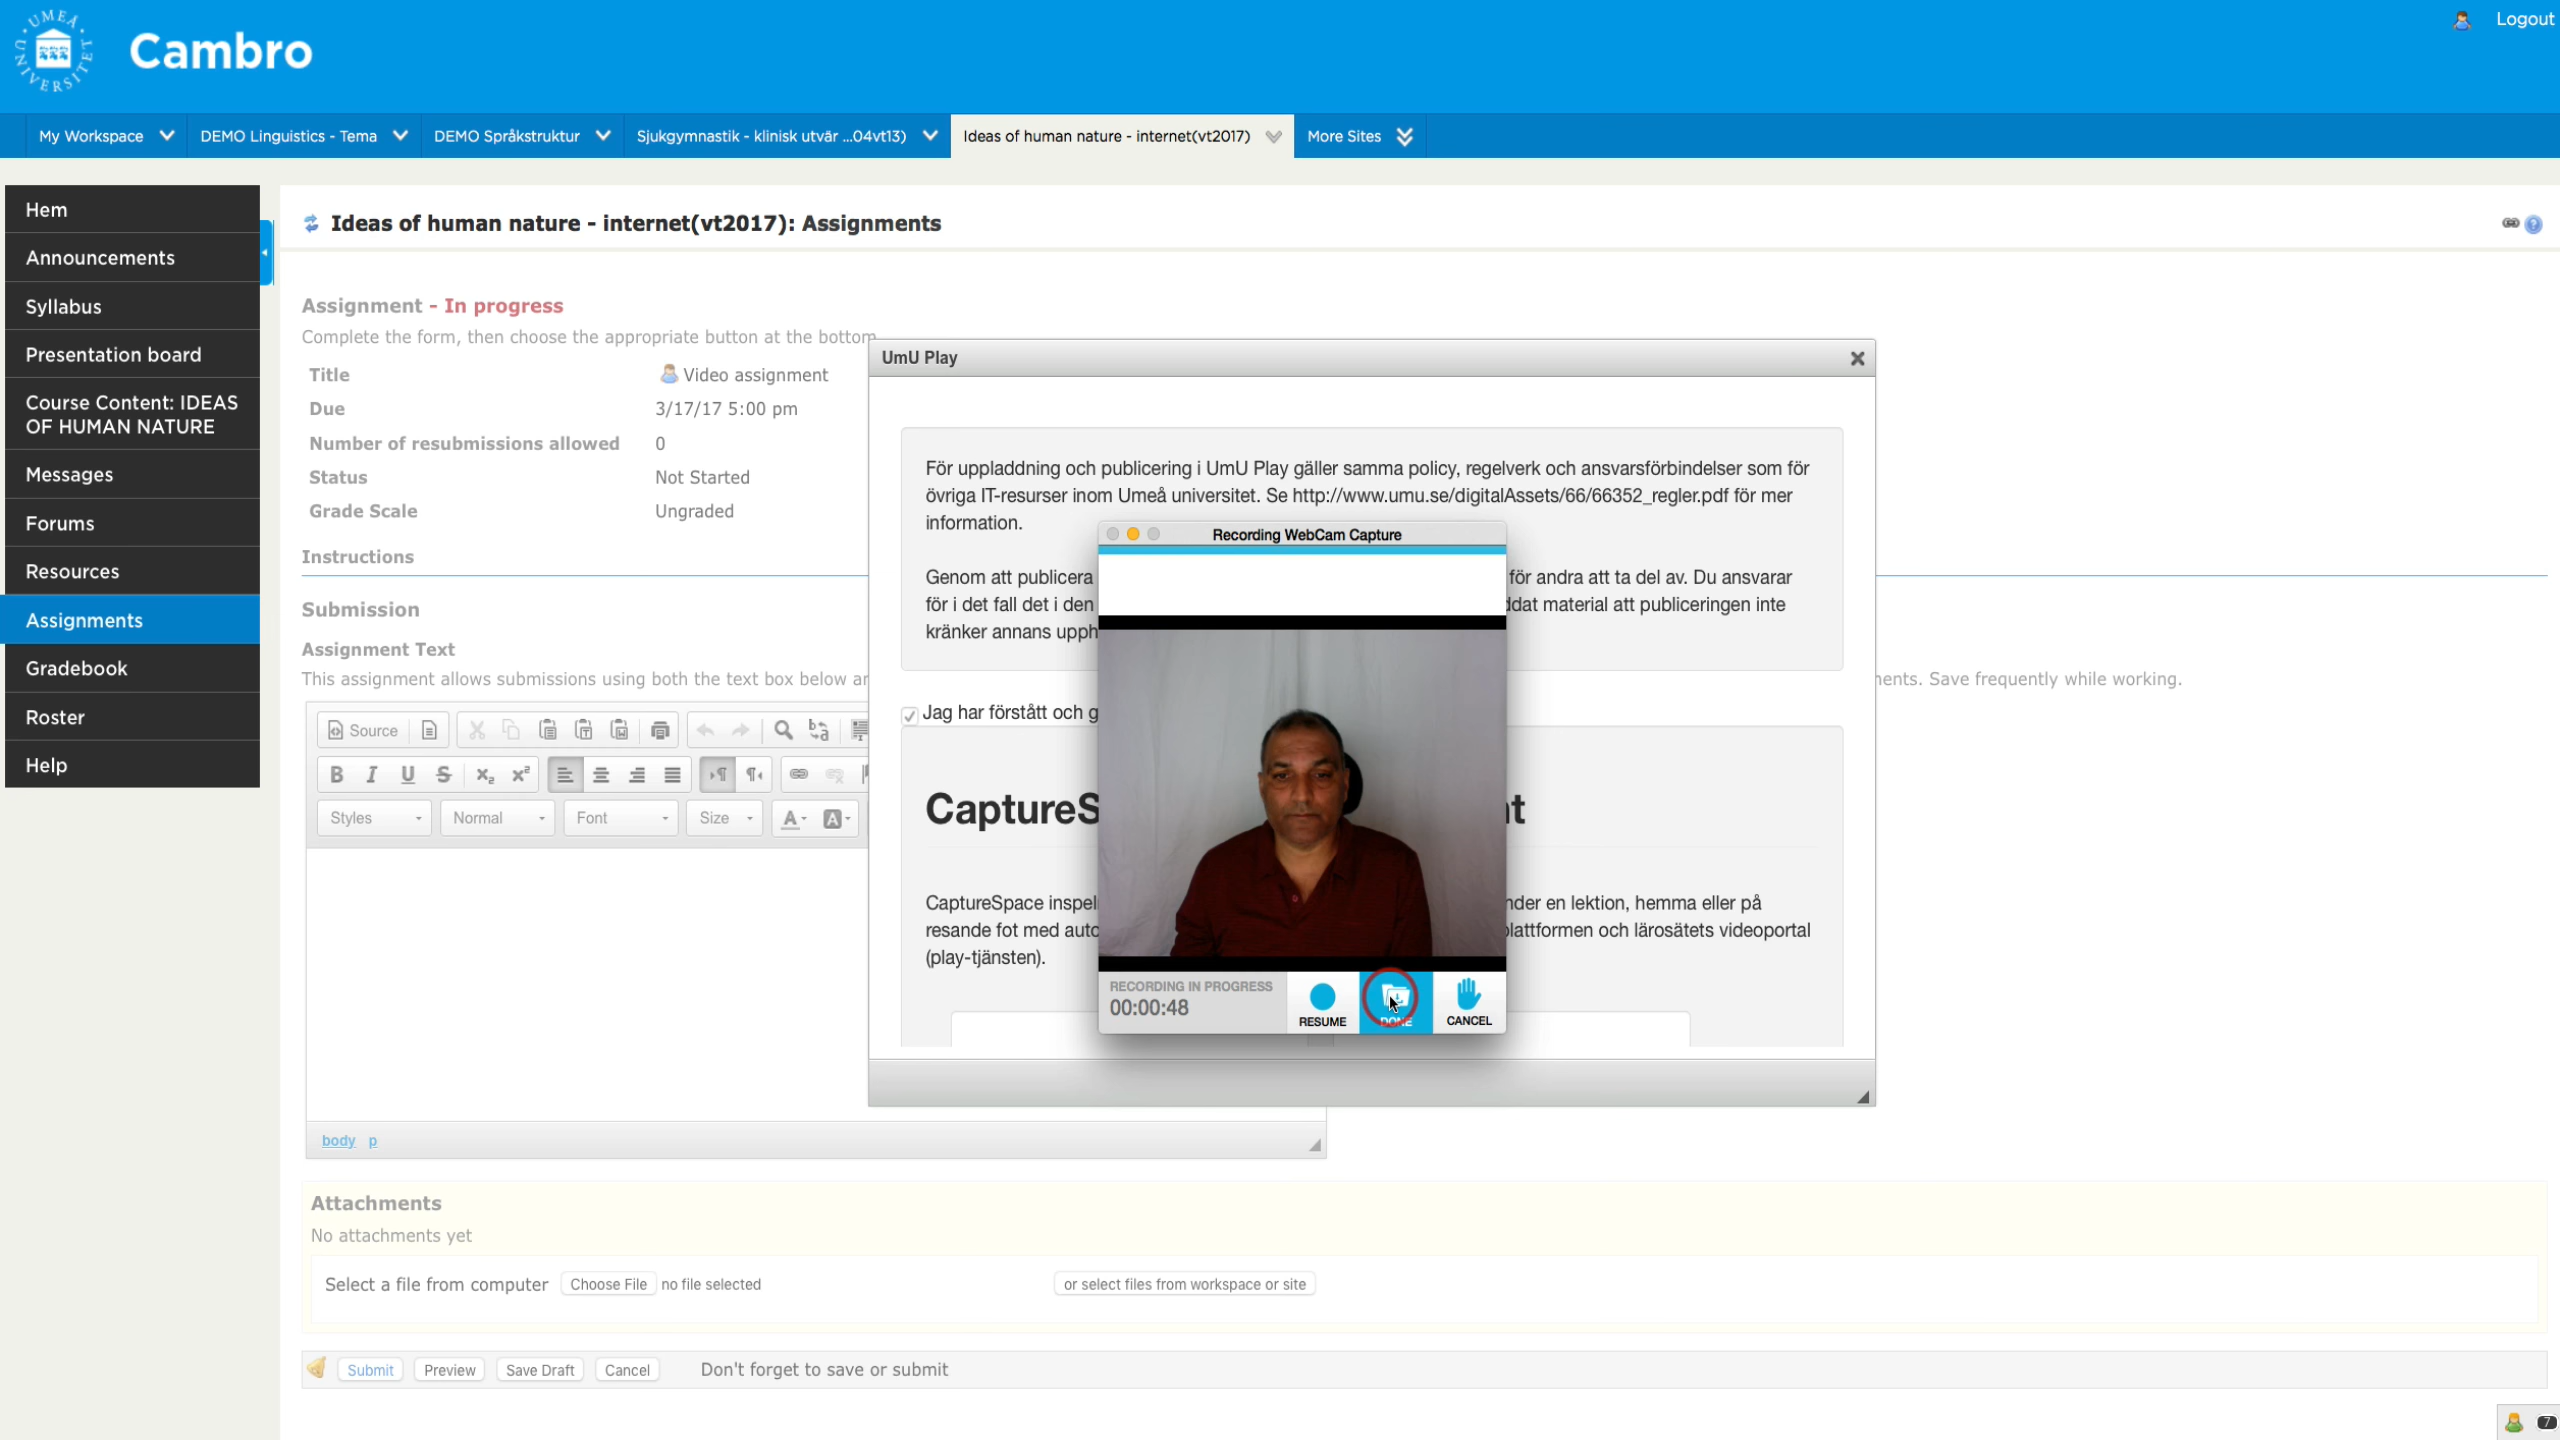 UMEÅ UNIVERSITET
Cambro
Logout
My Workspace
DEMO Linguistics - Tema
DEMO Språkstruktur
Sjukgymnastik - klinisk utvär ...04vt13)
Ideas of human nature - internet(vt2017)
More Sites
Hem
Announcements
Syllabus
Presentation board
Course Content: IDEAS
OF HUMAN NATURE
Messages
Forums
Resources
Assignments
Gradebook
Roster
Help
Ideas of human nature - internet(vt2017): Assignments
Assignment - In progress
Complete the form, then choose the appropriate button at the bottom
Title Video assignment
Due 3/17/17 5:00 pm
Number of resubmissions allowed 0
Status Not Started
Grade Scale Ungraded
Instructions
Submission
Assignment Text
This assignment allows submissions using both the text box below
Save frequently while working.
Source
Styles
Normal
Font
Size
body p
UmU Play
För uppladdning och publicering i UmU Play gäller samma policy, regelverk och ansvarsförbindelser som för
övriga IT-resurser inom Umeå universitet. Se http://www.umu.se/digitalAssets/66/66352_regler.pdf för mer
information.
Genom att publicera för andra att ta del av. Du ansvarar
för i det fall det i den material att publiceringen inte
kränker annans
Jag har förstått och
CaptureS
CaptureSpace en lektion, hemma eller på
resande fot med och lärosätets videoportal
(play-tjänsten).
Recording WebCam Capture
RECORDING IN PROGRESS
00:00:48
RESUME
DONE
CANCEL
Attachments
No attachments yet
Select a file from computer Choose File no file selected or select files from workspace or site
Submit Preview Save Draft Cancel Don't forget to save or submit
7